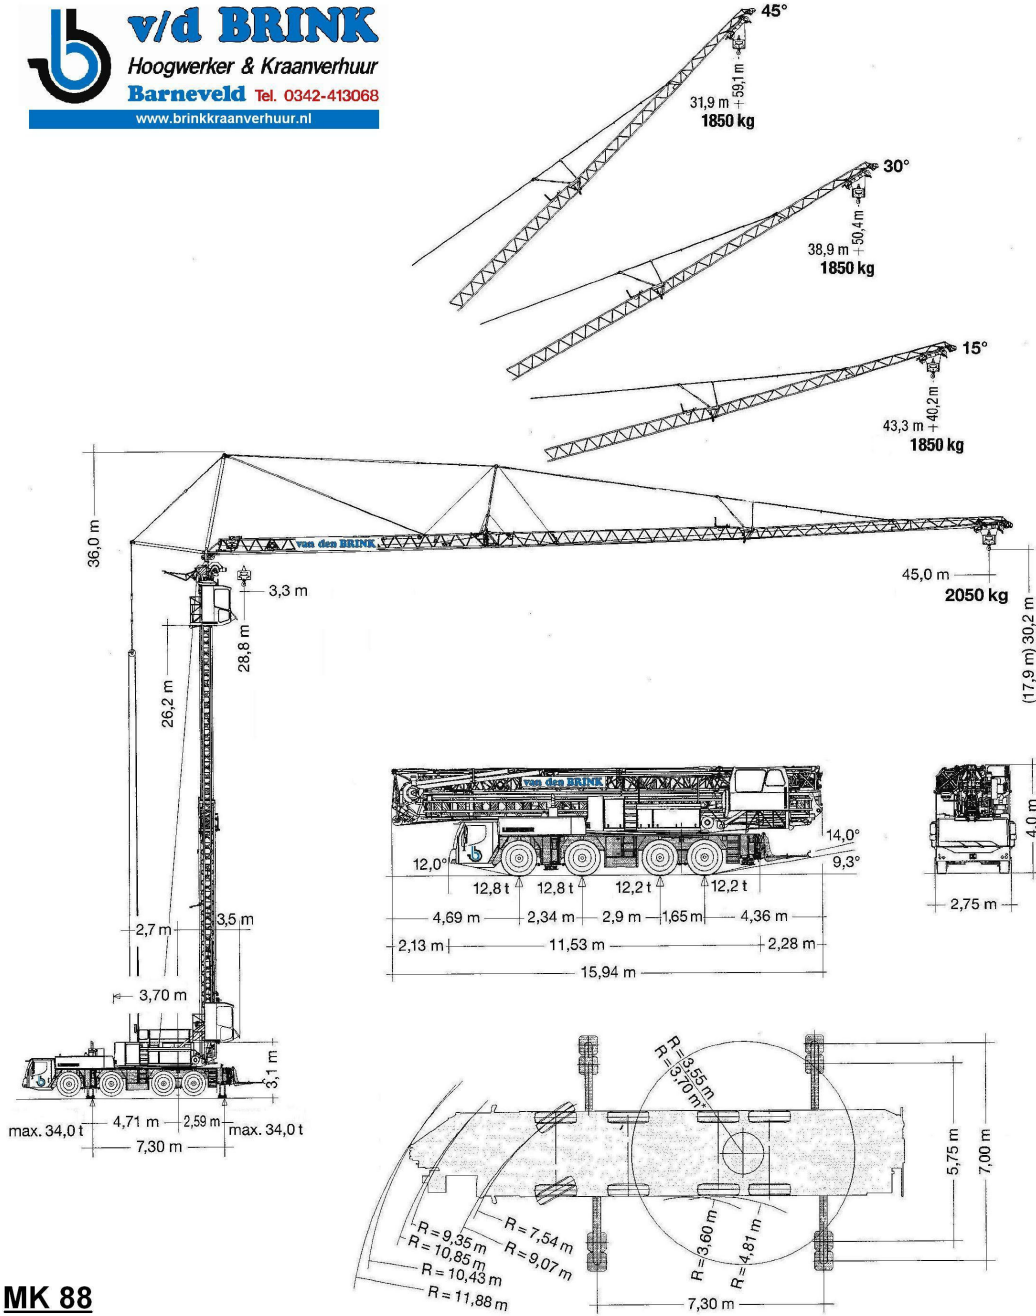 v/d BRINK
Hoogwerker & Kraanverhuur
Barneveld Tel. 0342-413068
www.brinkkraanverhuur.nl
45°
31,9 m
59,1 m
1850 kg
30°
38,9 m
50,4 m
1850 kg
15°
43,3 m
40,2 m
1850 kg
36,0 m
van den BRINK
3,3 m
28,8 m
26,2 m
45,0 m
2050 kg
(17,9 m) 30,2 m
2,7 m
3,5 m
3,70 m
3,1 m
max. 34,0 t
4,71 m
2,59 m
max. 34,0 t
7,30 m
van den BRINK
LIEBHERR
12,0°
14,0°
9,3°
12,8 t
12,8 t
12,2 t
12,2 t
4,69 m
2,34 m
2,9 m
1,65 m
4,36 m
2,13 m
11,53 m
2,28 m
15,94 m
4,0 m
2,75 m
R = 3,55 m
R = 3,70 m*
5,75 m
7,00 m
R = 7,54 m
R = 9,35 m
R = 9,07 m
R = 10,85 m
R = 10,43 m
R = 11,88 m
R = 3,60 m
R = 4,81 m
7,30 m
MK 88